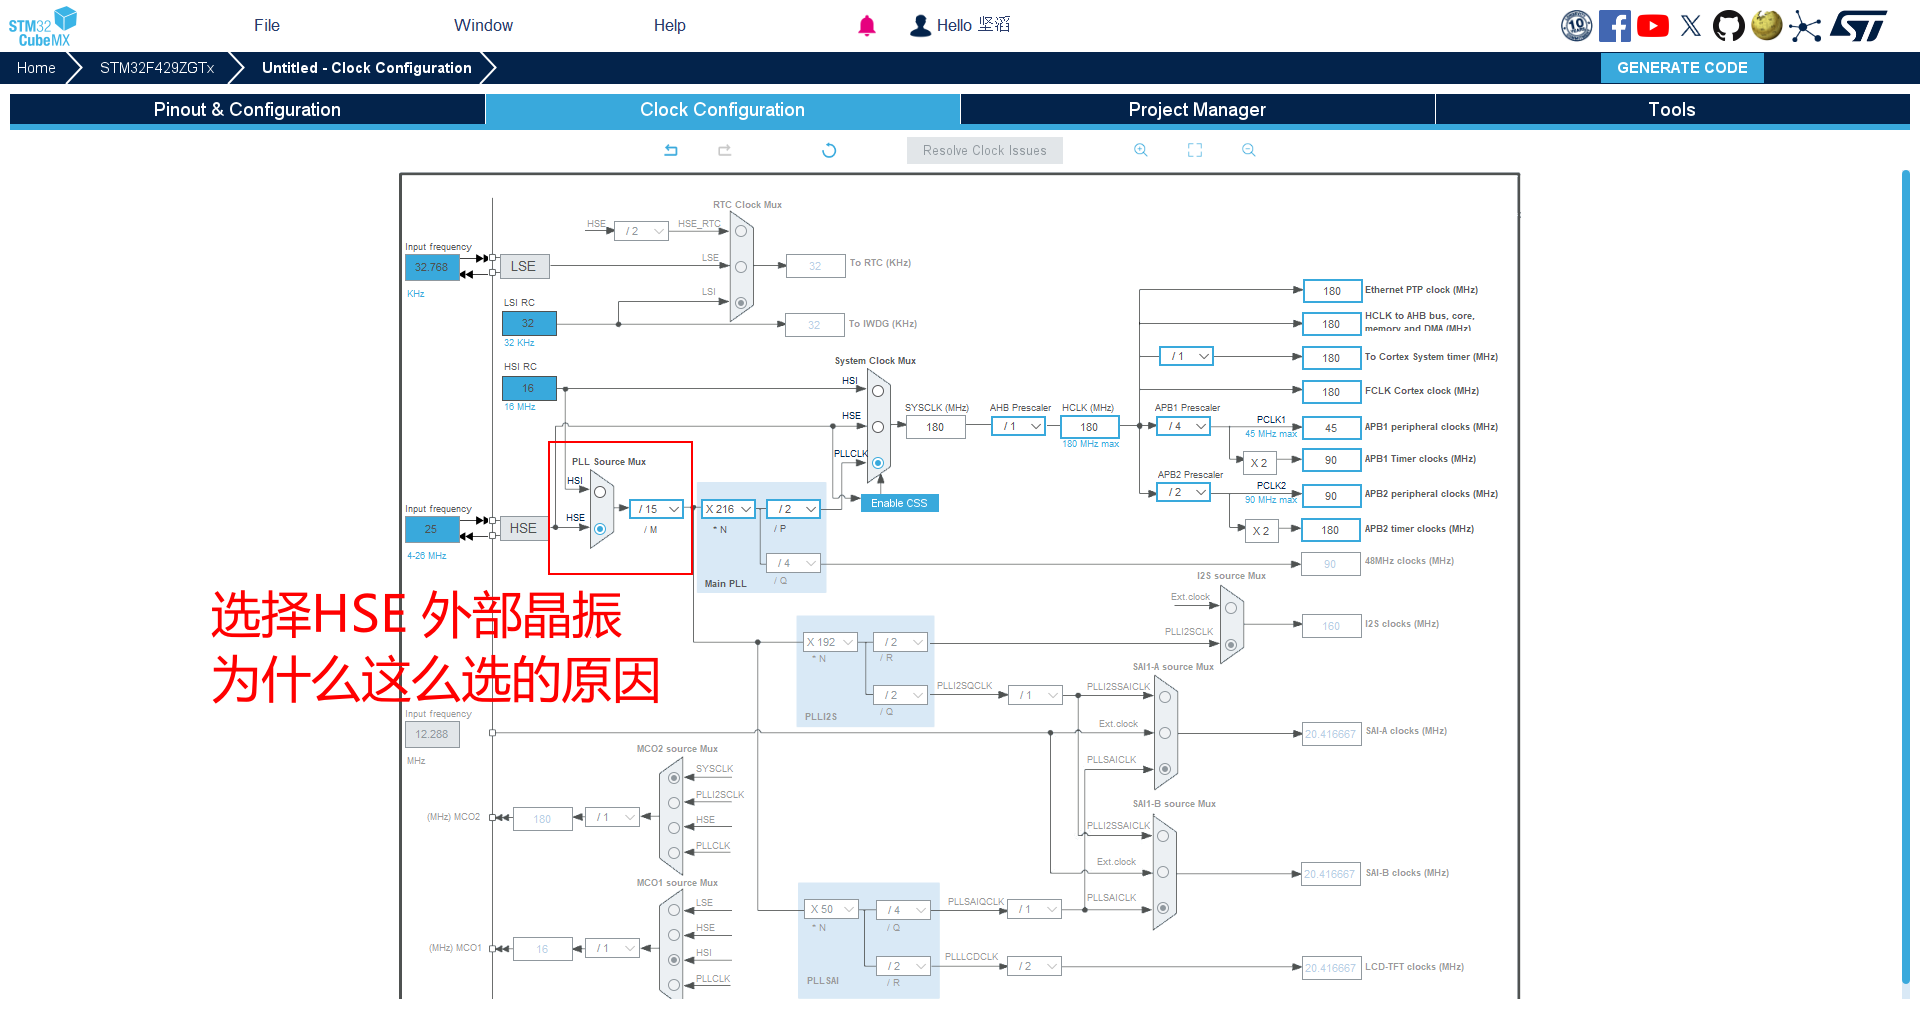 STM32
CubeMX
File
Window
Help
Hello 坚滔
10
Home
STM32F429ZGTx
Untitled - Clock Configuration
GENERATE CODE
Pinout & Configuration
Clock Configuration
Project Manager
Tools
Resolve Clock Issues
RTC Clock Mux
HSE
/ 2
HSE_RTC
Input frequency
32.768
KHz
LSE
LSE
32
To RTC (KHz)
LSI
LSI RC
32
32 KHz
32
To IWDG (KHz)
HSI RC
16
16 MHz
System Clock Mux
HSI
HSE
PLLCLK
Enable CSS
SYSCLK (MHz)
180
AHB Prescaler
/ 1
HCLK (MHz)
180
180 MHz max
180
Ethernet PTP clock (MHz)
180
HCLK to AHB bus, core,
memory and DMA (MHz)
/ 1
180
To Cortex System timer (MHz)
180
FCLK Cortex clock (MHz)
APB1 Prescaler
/ 4
PCLK1
45 MHz max
45
APB1 peripheral clocks (MHz)
X 2
90
APB1 Timer clocks (MHz)
APB2 Prescaler
/ 2
PCLK2
90 MHz max
90
APB2 peripheral clocks (MHz)
X 2
180
APB2 timer clocks (MHz)
PLL Source Mux
HSI
HSE
/ 15
/ M
Input frequency
25
4-26 MHz
HSE
X 216
* N
/ 2
/ P
/ 4
/ Q
Main PLL
90
48MHz clocks (MHz)
选择HSE 外部晶振
为什么这么选的原因
I2S source Mux
Ext.clock
PLLI2SCLK
160
I2S clocks (MHz)
X 192
* N
/ 2
/ R
/ 2
/ Q
PLLI2S
PLLI2SQCLK
/ 1
SAI1-A source Mux
PLLI2SSAICLK
Ext.clock
PLLSAICLK
20.416667
SAI-A clocks (MHz)
Input frequency
12.288
MHz
MCO2 source Mux
SYSCLK
PLLI2SCLK
HSE
PLLCLK
(MHz) MCO2
180
/ 1
SAI1-B source Mux
PLLI2SSAICLK
Ext.clock
PLLSAICLK
20.416667
SAI-B clocks (MHz)
MCO1 source Mux
LSE
HSE
HSI
PLLCLK
(MHz) MCO1
16
/ 1
X 50
* N
/ 4
/ Q
PLLSAIQCLK
/ 1
/ 2
/ R
PLLSAI
PLLLCDCLK
/ 2
20.416667
LCD-TFT clocks (MHz)